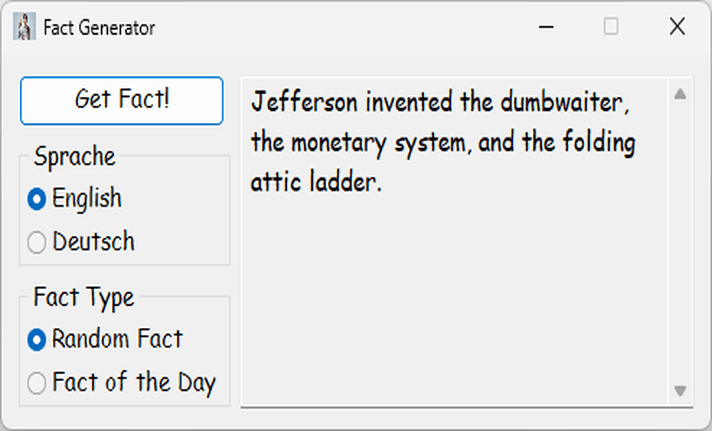 Fact Generator
Get Fact!
Sprache
English
Deutsch
Fact Type
Random Fact
Fact of the Day
Jefferson invented the dumbwaiter,
the monetary system, and the folding
attic ladder.